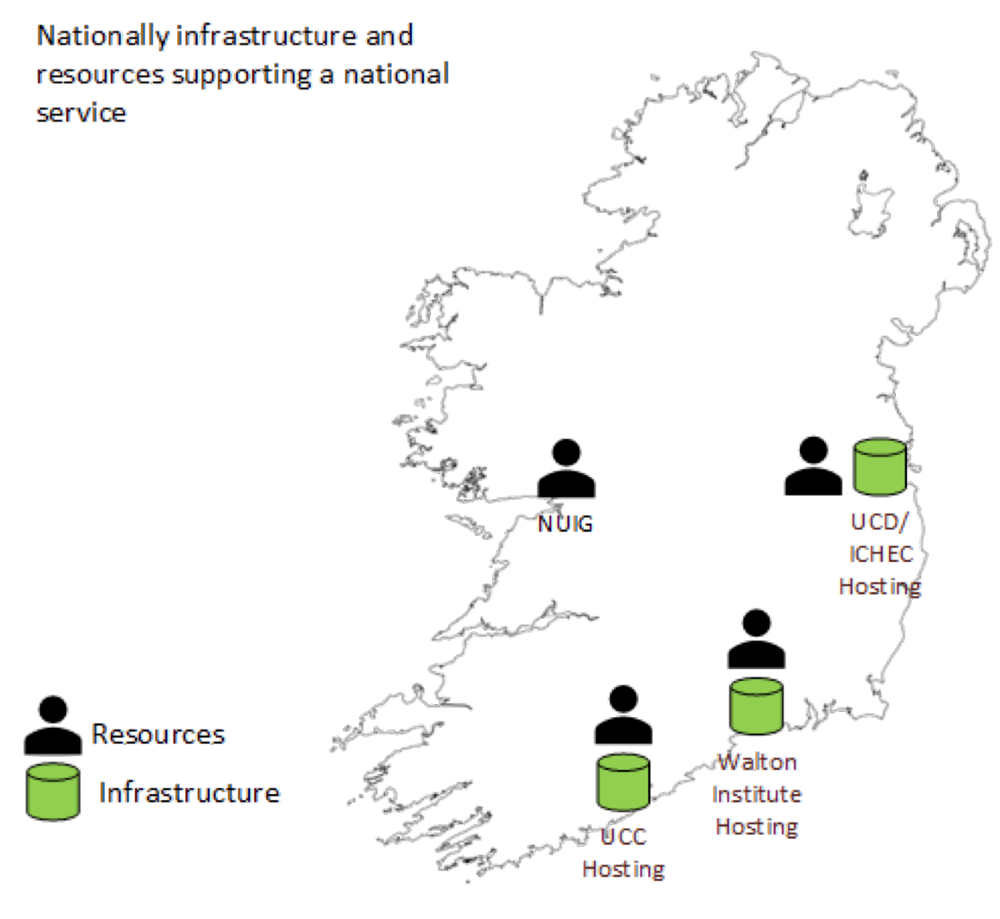 Nationally infrastructure and
resources supporting a national
service
NUIG
UCD/
ICHEC
Hosting
Walton
Institute
Hosting
UCC
Hosting
Resources
Infrastructure